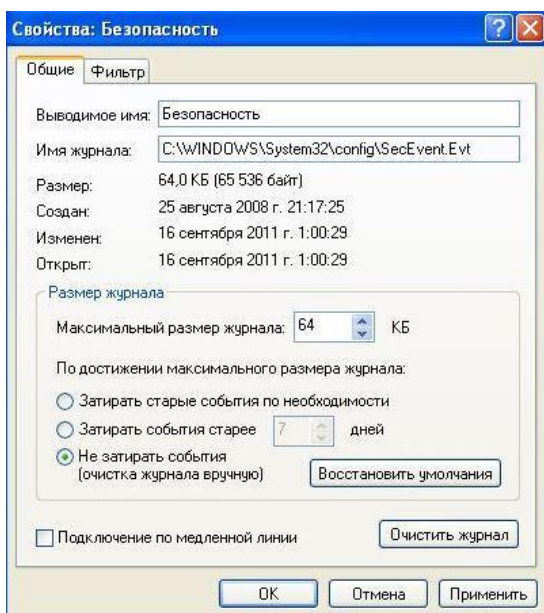 Свойства: Безопасность
Общие Фильтр
Выводимое имя: Безопасность
Имя журнала: C:\WINDOWS\System32\config\SecEvent.Evt
Размер: 64,0 КБ (65 536 байт)
Создан: 25 августа 2008 г. 21:17:25
Изменен: 16 сентября 2011 г. 1:00:29
Открыт: 16 сентября 2011 г. 1:00:29
Размер журнала
Максимальный размер журнала: 64 КБ
По достижении максимального размера журнала:
Затирать старые события по необходимости
Затирать события старее 7 дней
Не затирать события
(очистка журнала вручную) Восстановить умолчания
Подключение по медленной линии Очистить журнал
OK Отмена Применить